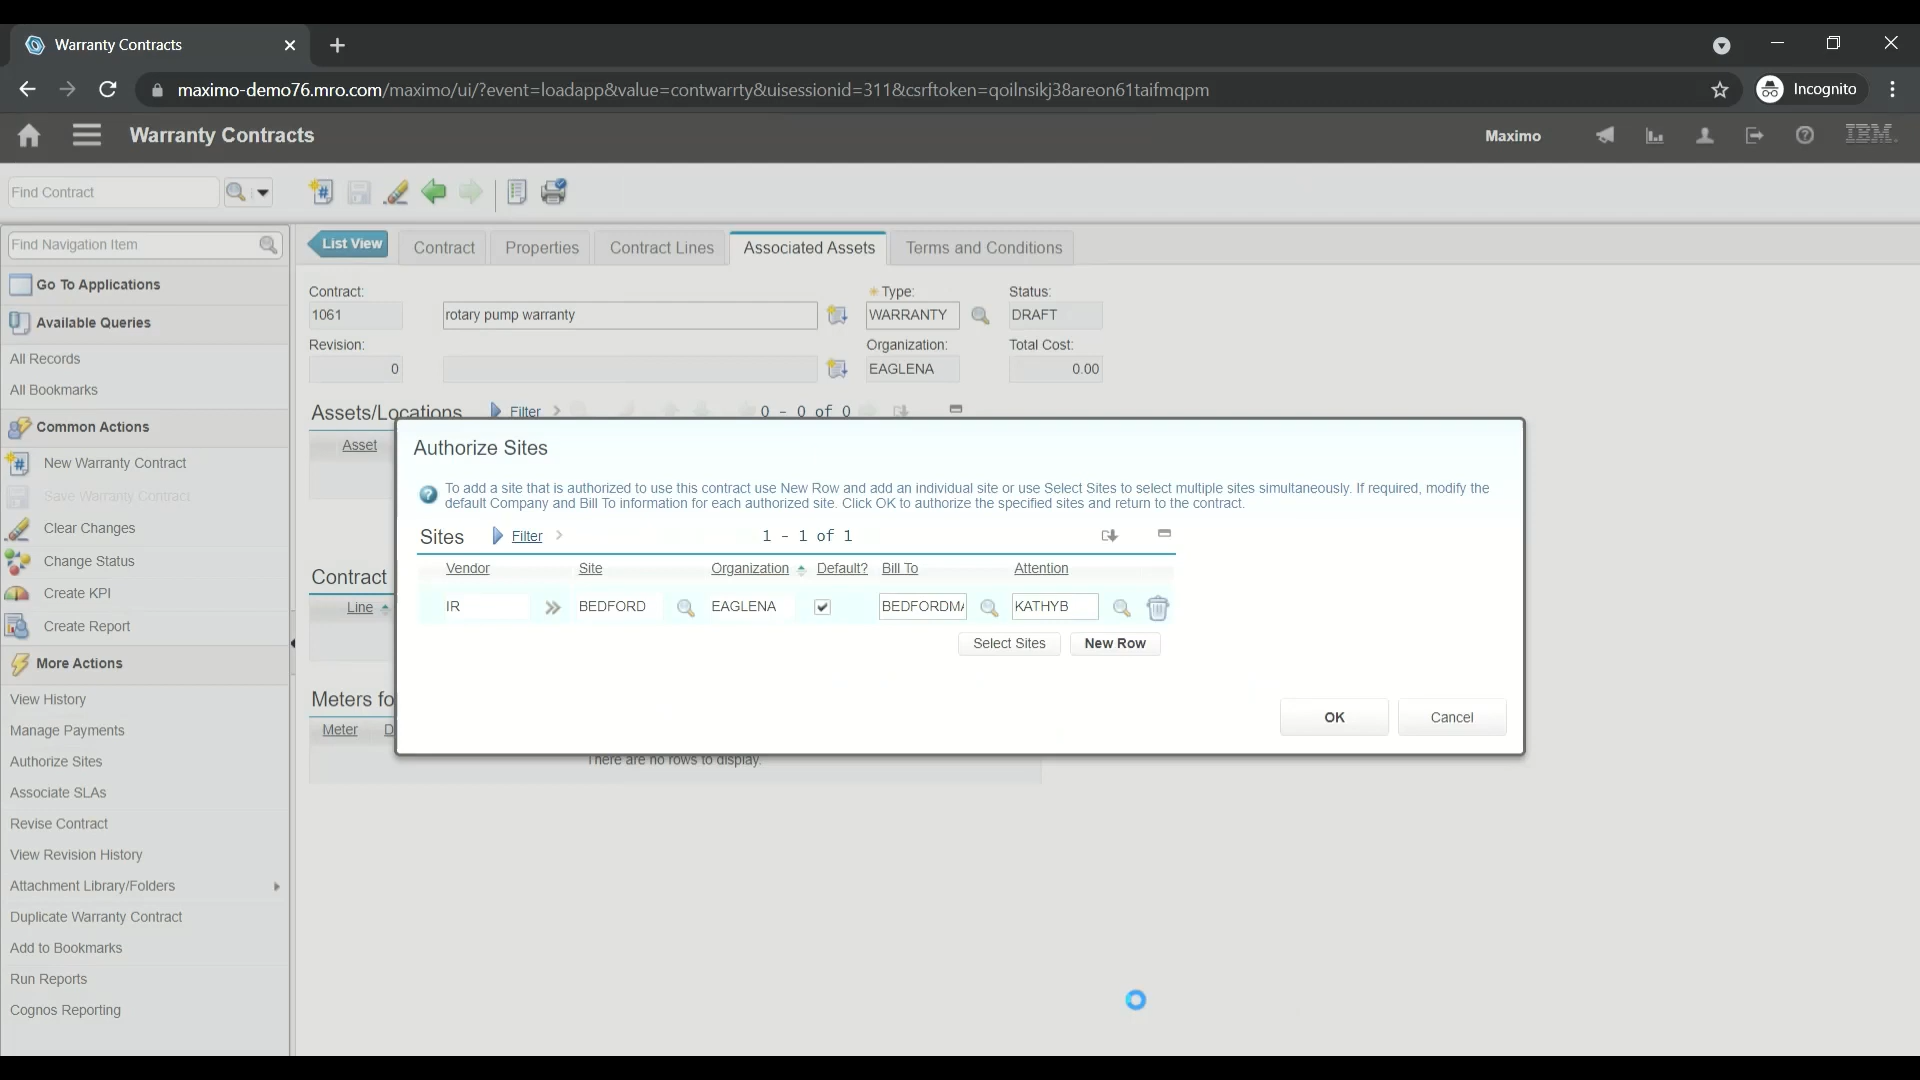 Warranty Contracts
maximo-demo76.mro.com/maximo/ui/?event=loadapp&value=contwarrty&uisessionid=311&csrftoken=qoilnsikj38areon61taifmqpm
Incognito
Warranty Contracts
Maximo
IBM.
Find Contract
Find Navigation Item
Go To Applications
Available Queries
All Records
All Bookmarks
Common Actions
New Warranty Contract
Save Warranty Contract
Clear Changes
Change Status
Create KPI
Create Report
More Actions
View History
Manage Payments
Authorize Sites
Associate SLAs
Revise Contract
View Revision History
Attachment Library/Folders
Duplicate Warranty Contract
Add to Bookmarks
Run Reports
Cognos Reporting
List View
Contract
Properties
Contract Lines
Associated Assets
Terms and Conditions
Contract:
1061
rotary pump warranty
Type:
WARRANTY
Status:
DRAFT
Revision:
0
Organization:
EAGLENA
Total Cost:
0.00
Assets/Locations
Filter
0 - 0 of 0
Asset
Contract
Line
Meters fo
Meter
D
There are no rows to display.
Authorize Sites
To add a site that is authorized to use this contract use New Row and add an individual site or use Select Sites to select multiple sites simultaneously. If required, modify the
default Company and Bill To information for each authorized site. Click OK to authorize the specified sites and return to the contract.
Sites
Filter
1 - 1 of 1
Vendor
Site
Organization
Default?
Bill To
Attention
IR
BEDFORD
EAGLENA
BEDFORDMA
KATHYB
Select Sites
New Row
OK
Cancel